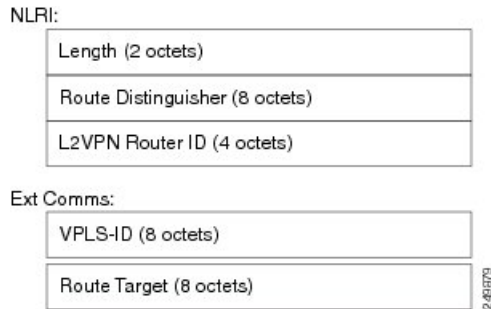 NLRI:
Length (2 octets)
Route Distinguisher (8 octets)
L2VPN Router ID (4 octets)
Ext Comms:
VPLS-ID (8 octets)
Route Target (8 octets)
249879